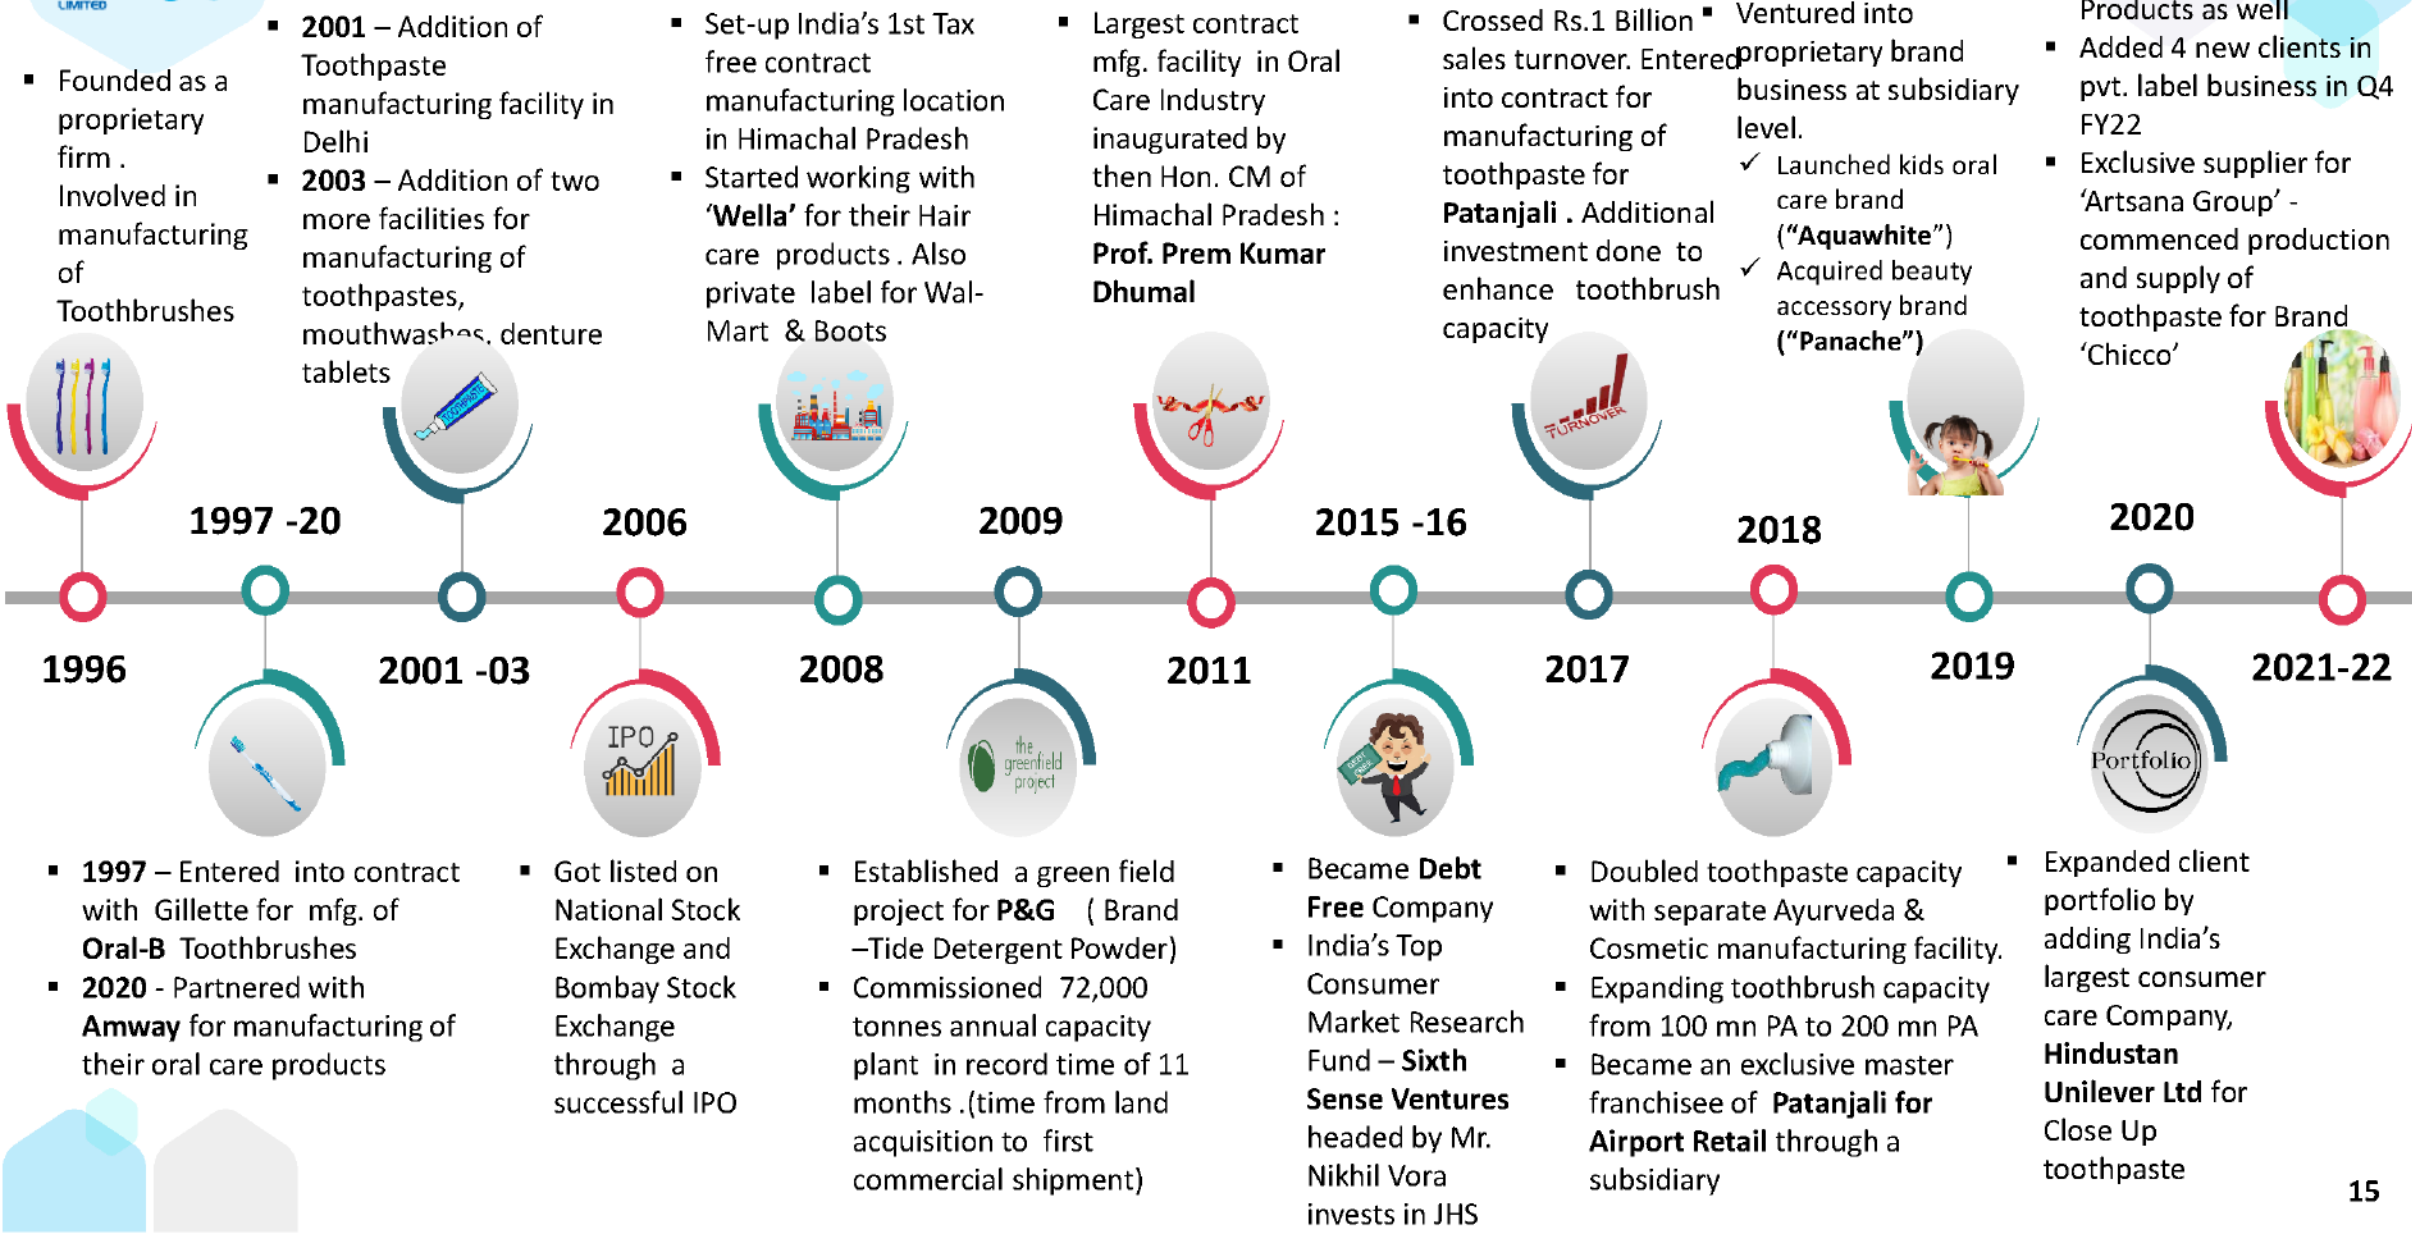 LIMITED
▪ Founded as a
proprietary
firm .
Involved in
manufacturing
of
Toothbrushes
▪ 2001 – Addition of
Toothpaste
manufacturing facility in
Delhi
▪ 2003 – Addition of two
more facilities for
manufacturing of
toothpastes,
mouthwashes, denture
tablets
▪ Set-up India’s 1st Tax
free contract
manufacturing location
in Himachal Pradesh
▪ Started working with
‘Wella’ for their Hair
care products . Also
private label for Wal-
Mart & Boots
▪ Largest contract
mfg. facility in Oral
Care Industry
inaugurated by
then Hon. CM of
Himachal Pradesh :
Prof. Prem Kumar
Dhumal
▪ Crossed Rs.1 Billion
sales turnover. Entered
into contract for
manufacturing of
toothpaste for
Patanjali . Additional
investment done to
enhance toothbrush
capacity
▪ Ventured into
proprietary brand
business at subsidiary
level.
✓ Launched kids oral
care brand
(“Aquawhite”)
✓ Acquired beauty
accessory brand
(“Panache”)
Products as well
▪ Added 4 new clients in
pvt. label business in Q4
FY22
▪ Exclusive supplier for
‘Artsana Group’ -
commenced production
and supply of
toothpaste for Brand
‘Chicco’
TOOTHPASTE
TURNOVER
1997 -20
2006
2009
2015 -16
2018
2020
1996
2001 -03
2008
2011
2017
2019
2021-22
IPO
the
greenfield
project
DEBT
FREE
Portfolio
▪ 1997 – Entered into contract
with Gillette for mfg. of
Oral-B Toothbrushes
▪ 2020 - Partnered with
Amway for manufacturing of
their oral care products
▪ Got listed on
National Stock
Exchange and
Bombay Stock
Exchange
through a
successful IPO
▪ Established a green field
project for P&G ( Brand
–Tide Detergent Powder)
▪ Commissioned 72,000
tonnes annual capacity
plant in record time of 11
months .(time from land
acquisition to first
commercial shipment)
▪ Became Debt
Free Company
▪ India’s Top
Consumer
Market Research
Fund – Sixth
Sense Ventures
headed by Mr.
Nikhil Vora
invests in JHS
▪ Doubled toothpaste capacity
with separate Ayurveda &
Cosmetic manufacturing facility.
▪ Expanding toothbrush capacity
from 100 mn PA to 200 mn PA
▪ Became an exclusive master
franchisee of Patanjali for
Airport Retail through a
subsidiary
▪ Expanded client
portfolio by
adding India’s
largest consumer
care Company,
Hindustan
Unilever Ltd for
Close Up
toothpaste
15